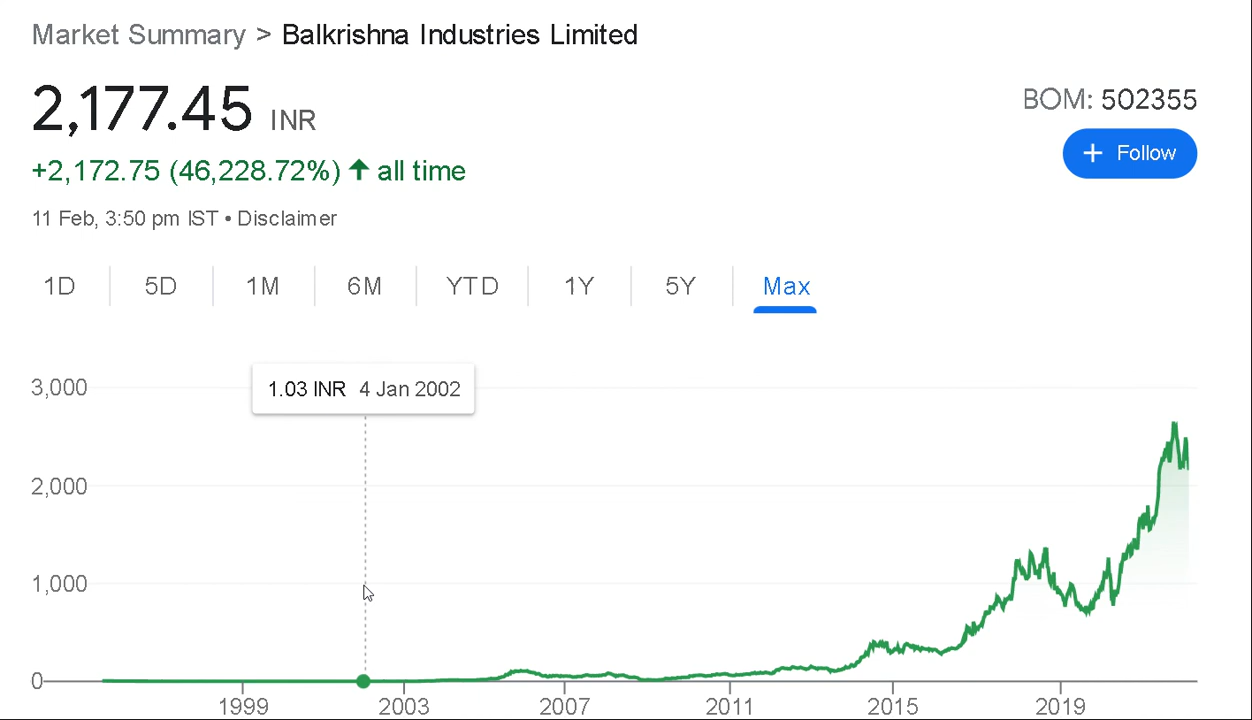 Market Summary > Balkrishna Industries Limited
2,177.45 INR
BOM: 502355
+2,172.75 (46,228.72%) ↑ all time
+ Follow
11 Feb, 3:50 pm IST • Disclaimer
1D 5D 1M 6M YTD 1Y 5Y Max
1.03 INR 4 Jan 2002
3,000
2,000
1,000
0
1999 2003 2007 2011 2015 2019